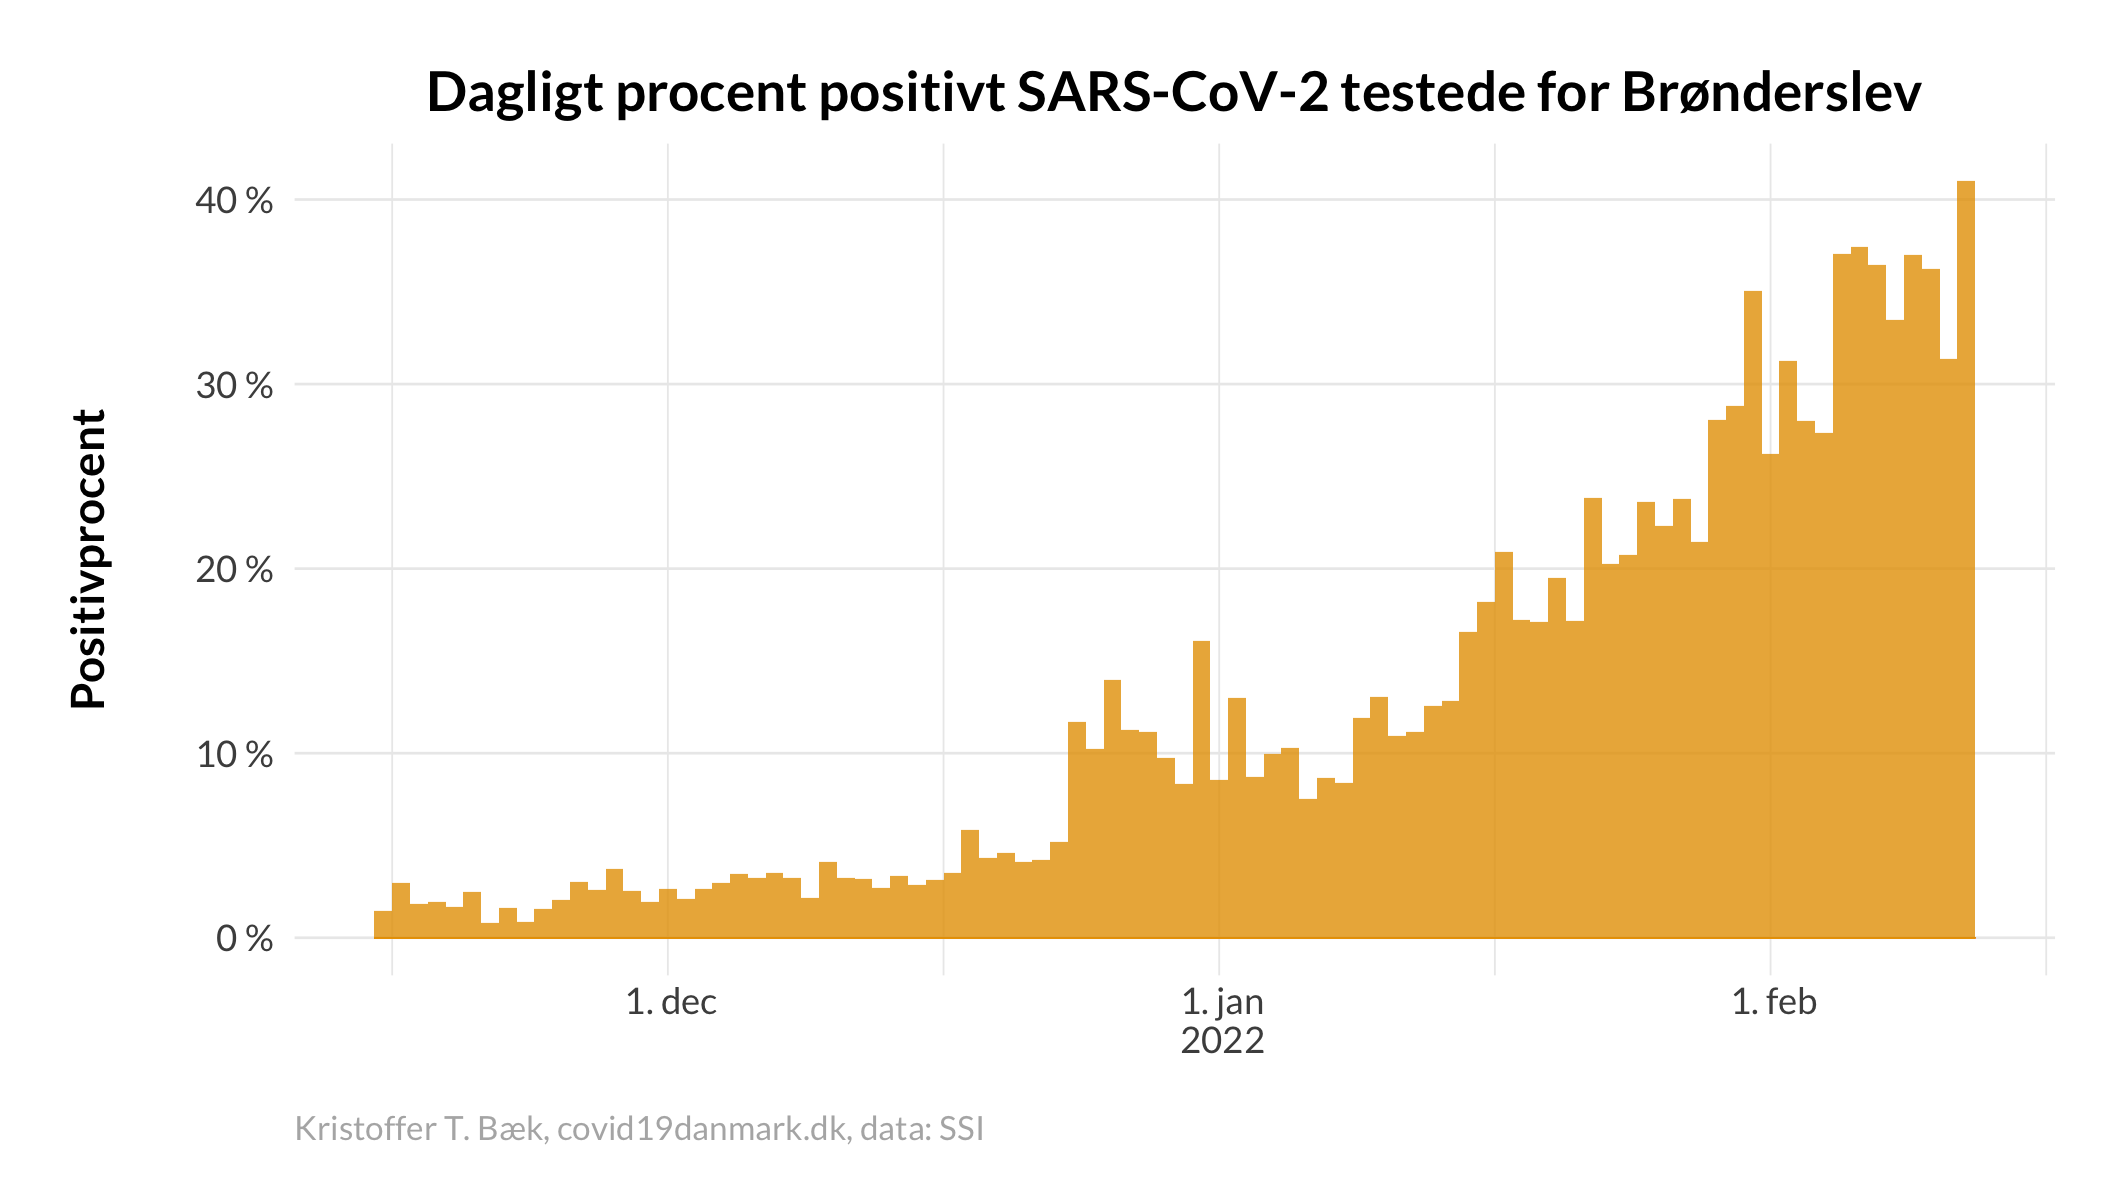 Dagligt procent positivt SARS-CoV-2 testede for Brønderslev
Positivprocent
40 %
30 %
20 %
10 %
0 %
1. dec
1. jan
2022
1. feb
Kristoffer T. Bæk, covid19danmark.dk, data: SSI